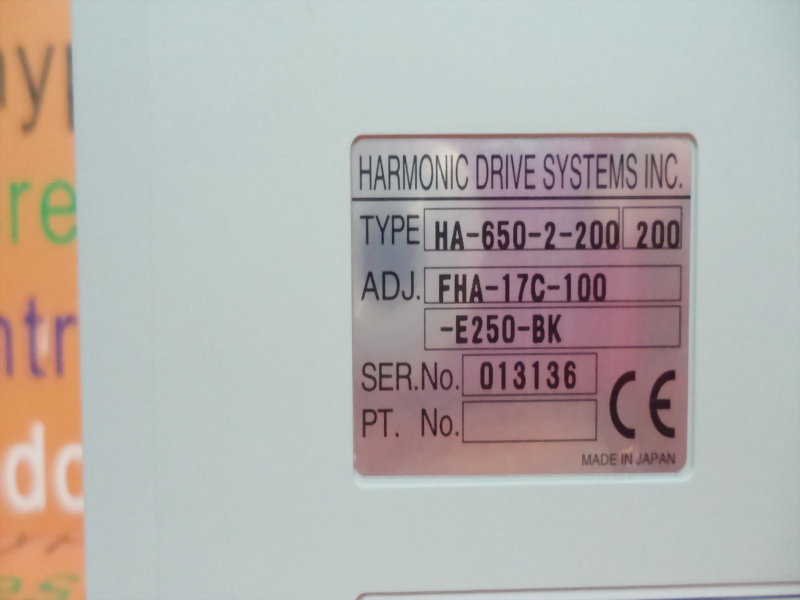 HARMONIC DRIVE SYSTEMS INC.
TYPE HA-650-2-200 200
ADJ. FHA-17C-100
-E250-BK
SER.No. 013136
PT. No.
CE
MADE IN JAPAN